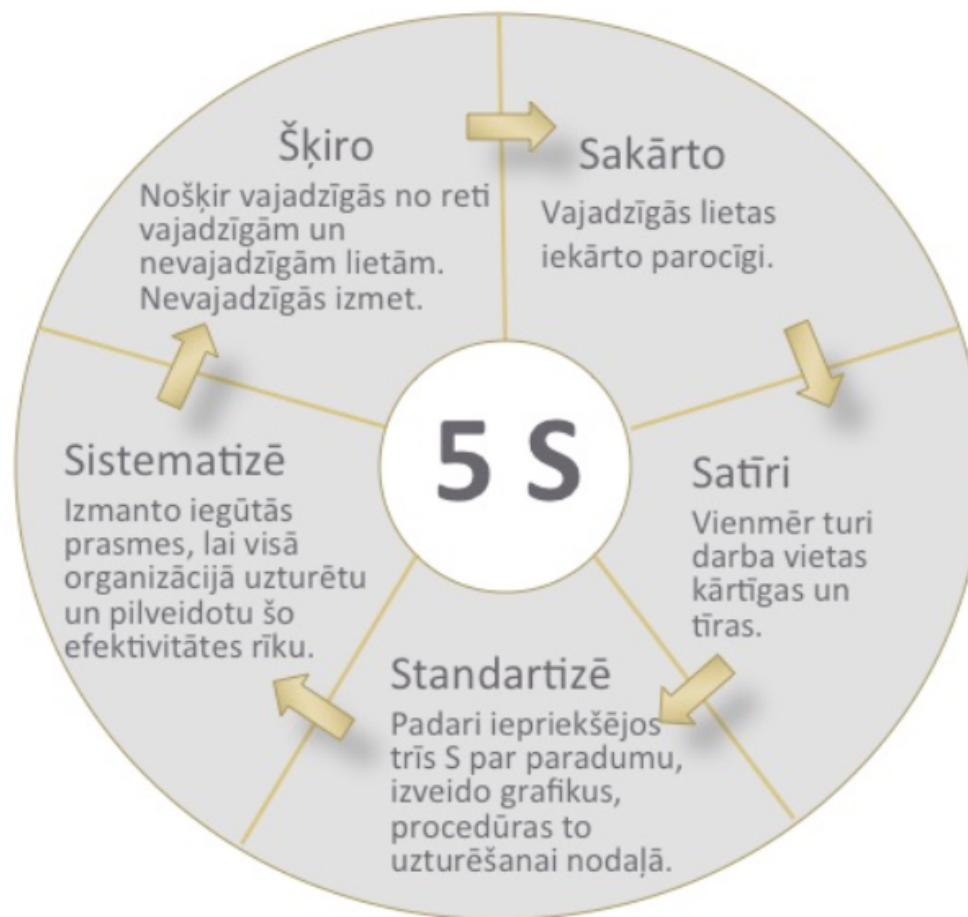 Šķiro
Nošķir vajadzīgās no reti
vajadzīgām un
nevajadzīgām lietām.
Nevajadzīgās izmet.
Sakārto
Vajadzīgās lietas
iekārto parocīgi.
5 S
Satīri
Vienmēr turi
darba vietas
kārtīgas un
tīras.
Standartizē
Padari iepriekšējos
trīs S par paradumu,
izveido grafikus,
procedūras to
uzturēšanai nodaļā.
Sistematizē
Izmanto iegūtās
prasmes, lai visā
organizācijā uzturētu
un pilveidotu šo
efektivitātes rīku.